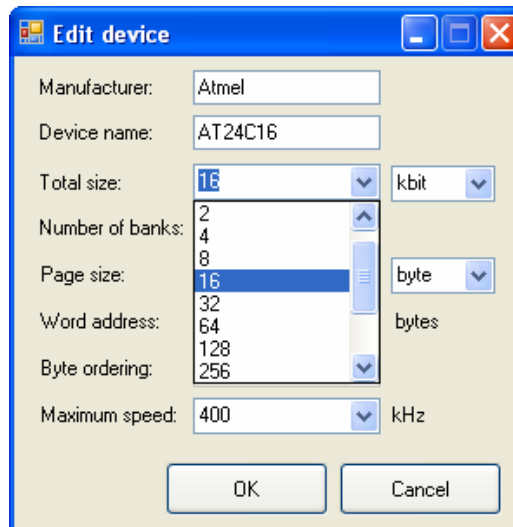 Edit device
Manufacturer: Atmel
Device name: AT24C16
Total size: 16 kbit
2
Number of banks: 4
8
Page size: 16 byte
32
Word address: 64 bytes
128
Byte ordering: 256
Maximum speed: 400 kHz
OK Cancel